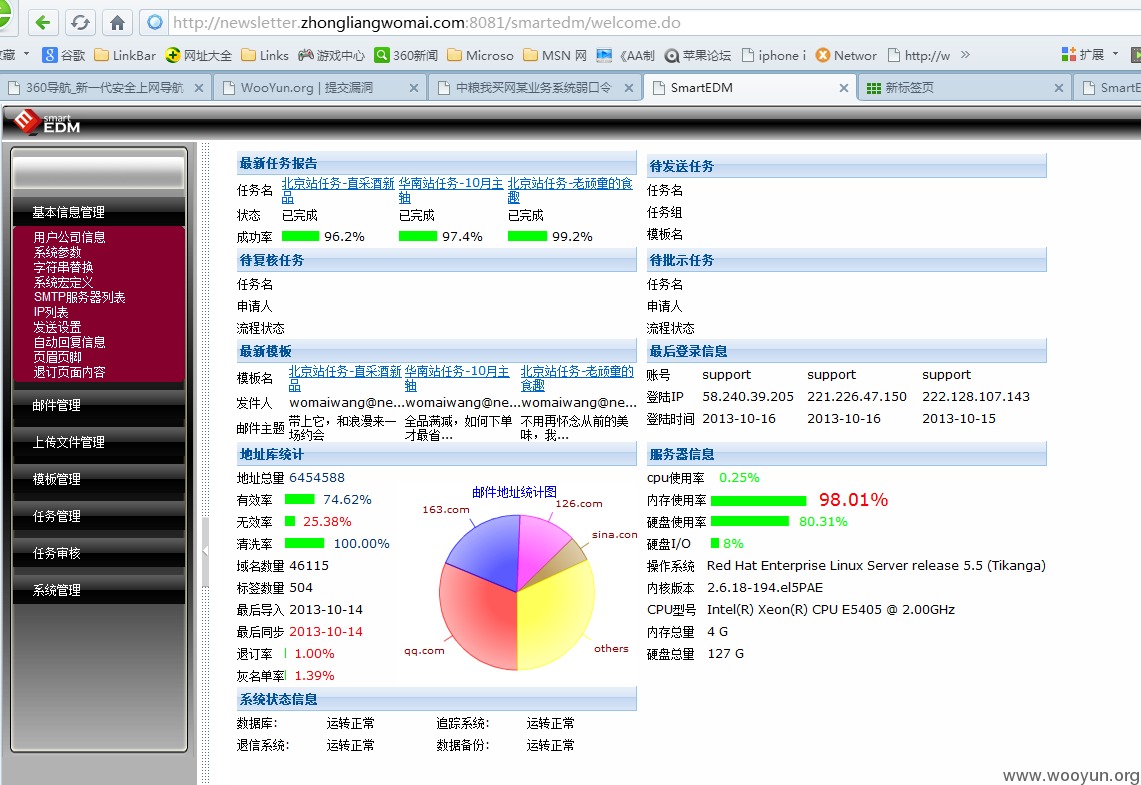 http://newsletter.zhongliangwomai.com:8081/smartedm/welcome.do
藏 谷歌 LinkBar 网址大全 Links 游戏中心 360新闻 Microso MSN 网 《AA制 苹果论坛 iphone i Networ http://w » 扩展
360导航_新一代安全上网导航 WooYun.org | 提交漏洞 中粮我买网某业务系统弱口令 SmartEDM 新标签页 SmartE
smart EDM
基本信息管理
用户公司信息
系统参数
字符串替换
系统宏定义
SMTP服务器列表
IP列表
发送设置
自动回复信息
页眉页脚
退订页面内容
邮件管理
上传文件管理
模板管理
任务管理
任务审核
系统管理
最新任务报告
任务名 北京站任务-直采酒新品 华南站任务-10月主轴 北京站任务-老顽童的食趣
状态 已完成 已完成 已完成
成功率 96.2% 97.4% 99.2%
待发送任务
任务名
任务组
模板名
待复核任务
任务名
申请人
流程状态
待批示任务
任务名
申请人
流程状态
最新模板
模板名 北京站任务-直采酒新品 华南站任务-10月主轴 北京站任务-老顽童的食趣
发件人 womaiwang@ne... womaiwang@ne... womaiwang@ne...
邮件主题 带上它，和浪漫来一场约会 全品满减，如何下单才最省... 不用再怀念从前的美味，我...
最后登录信息
账号 support support support
登陆IP 58.240.39.205 221.226.47.150 222.128.107.143
登陆时间 2013-10-16 2013-10-16 2013-10-15
地址库统计
地址总量 6454588
有效率 74.62%
无效率 25.38%
清洗率 100.00%
域名数量 46115
标签数量 504
最后导入 2013-10-14
最后同步 2013-10-14
退订率 1.00%
灰名单率 1.39%
邮件地址统计图
163.com
126.com
sina.con
qq.com
others
服务器信息
cpu使用率 0.25%
内存使用率 98.01%
硬盘使用率 80.31%
硬盘I/O 8%
操作系统 Red Hat Enterprise Linux Server release 5.5 (Tikanga)
内核版本 2.6.18-194.el5PAE
CPU型号 Intel(R) Xeon(R) CPU E5405 @ 2.00GHz
内存总量 4 G
硬盘总量 127 G
系统状态信息
数据库: 运转正常 追踪系统: 运转正常
退信系统: 运转正常 数据备份: 运转正常
www.wooyun.org